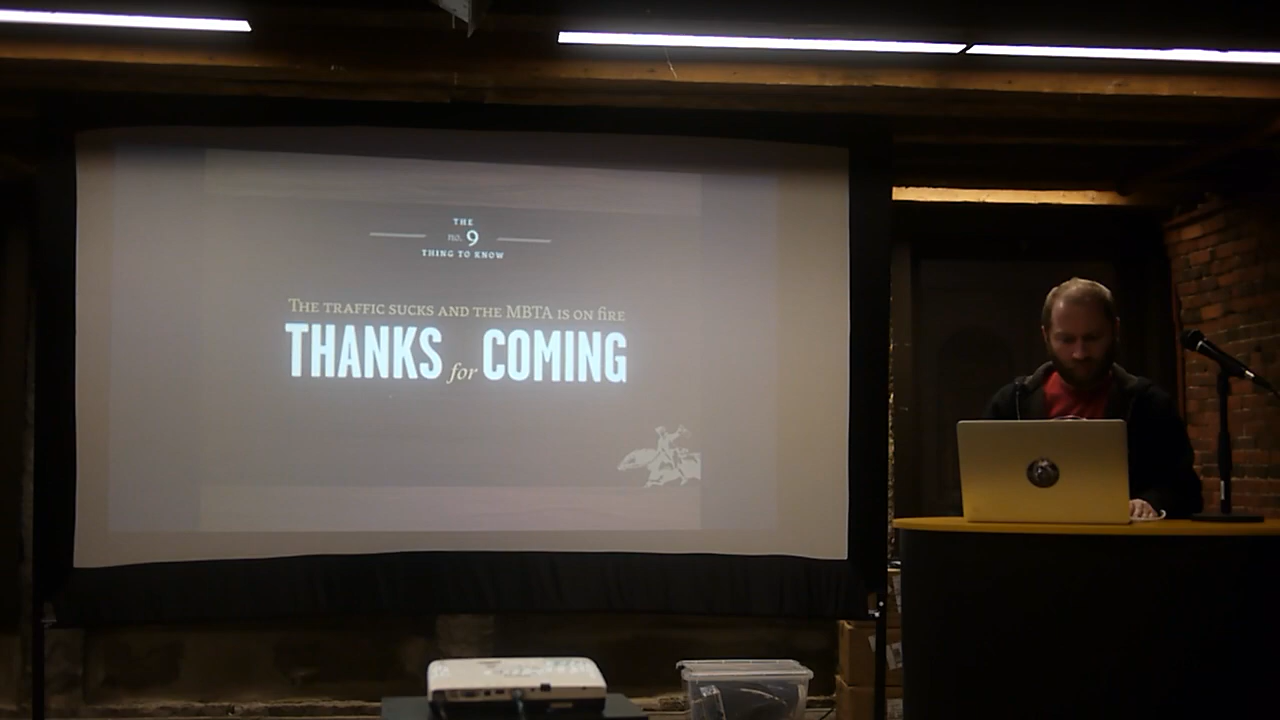 THE
no. 9
THING TO KNOW
THE TRAFFIC SUCKS AND THE MBTA IS ON fiRE
THANKS for COMING